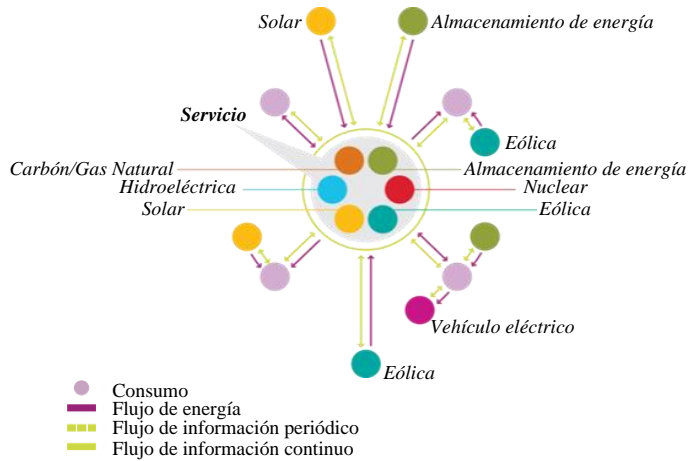 Solar
Almacenamiento de energía
Servicio
Eólica
Carbón/Gas Natural
Almacenamiento de energía
Hidroeléctrica
Nuclear
Solar
Eólica
Vehículo eléctrico
Eólica
Consumo
Flujo de energía
Flujo de información periódico
Flujo de información continuo